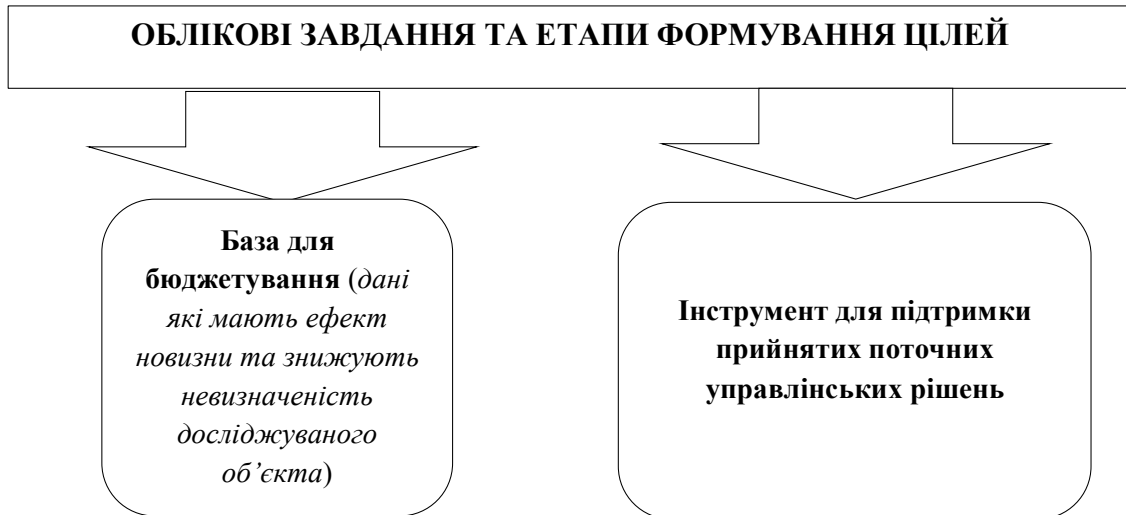 ОБЛІКОВІ ЗАВДАННЯ ТА ЕТАПИ ФОРМУВАННЯ ЦІЛЕЙ
База для
бюджетування (дані
які мають ефект
новизни та знижують
невизначеність
досліджуваного
об’єкта)
Інструмент для підтримки
прийнятих поточних
управлінських рішень